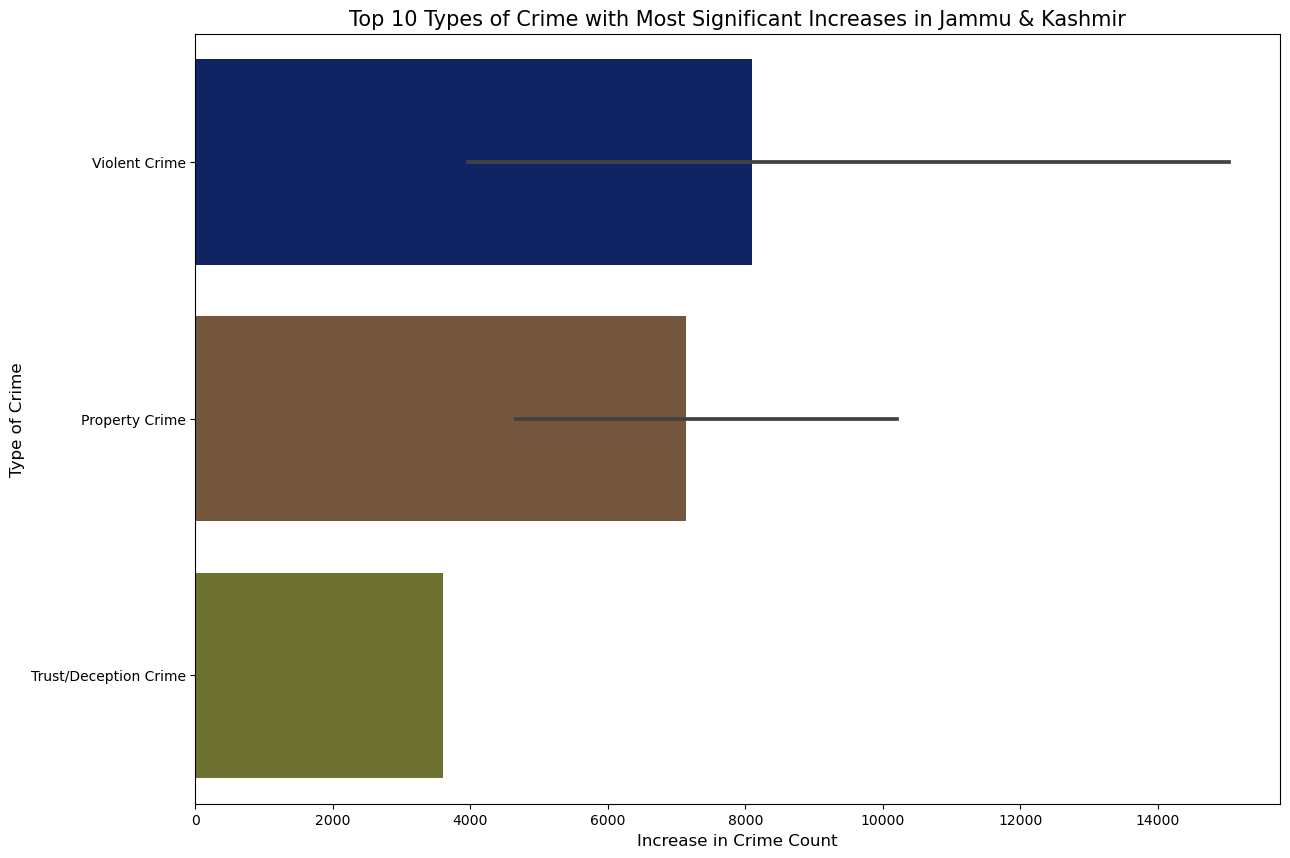 Top 10 Types of Crime with Most Significant Increases in Jammu & Kashmir
Type of Crime
Violent Crime
Property Crime
Trust/Deception Crime
0 2000 4000 6000 8000 10000 12000 14000
Increase in Crime Count